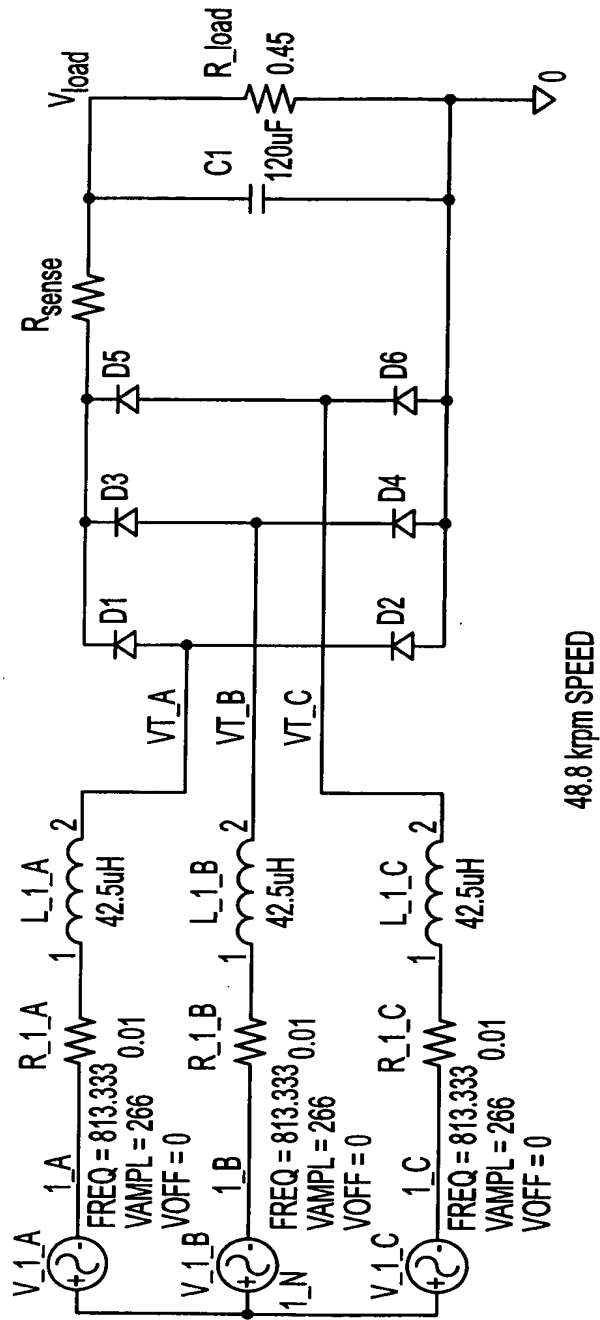 V_1_A
1_A
R_1_A
0.01
FREQ = 813.333
VAMPL = 266
VOFF = 0
1
L_1_A
2
42.5uH
VT_A
V_1_B
1_B
1_N
R_1_B
0.01
FREQ = 813.333
VAMPL = 266
VOFF = 0
1
L_1_B
2
42.5uH
VT_B
V_1_C
1_C
R_1_C
0.01
FREQ = 813.333
VAMPL = 266
VOFF = 0
1
L_1_C
2
42.5uH
VT_C
D1
D3
D5
D2
D4
D6
Rsense
Vload
C1
120uF
R_load
0.45
0
48.8 krpm SPEED